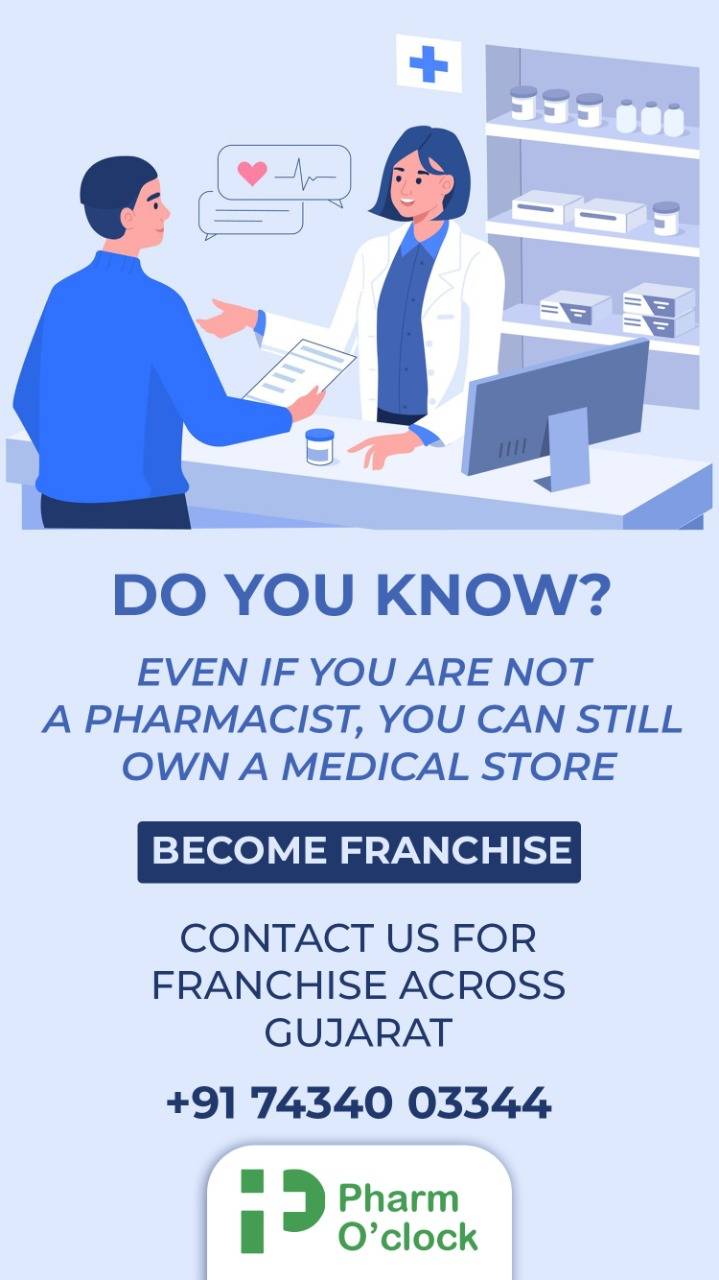 DO YOU KNOW?
EVEN IF YOU ARE NOT
A PHARMACIST, YOU CAN STILL
OWN A MEDICAL STORE
BECOME FRANCHISE
CONTACT US FOR
FRANCHISE ACROSS
GUJARAT
+91 74340 03344
Pharm
O'clock